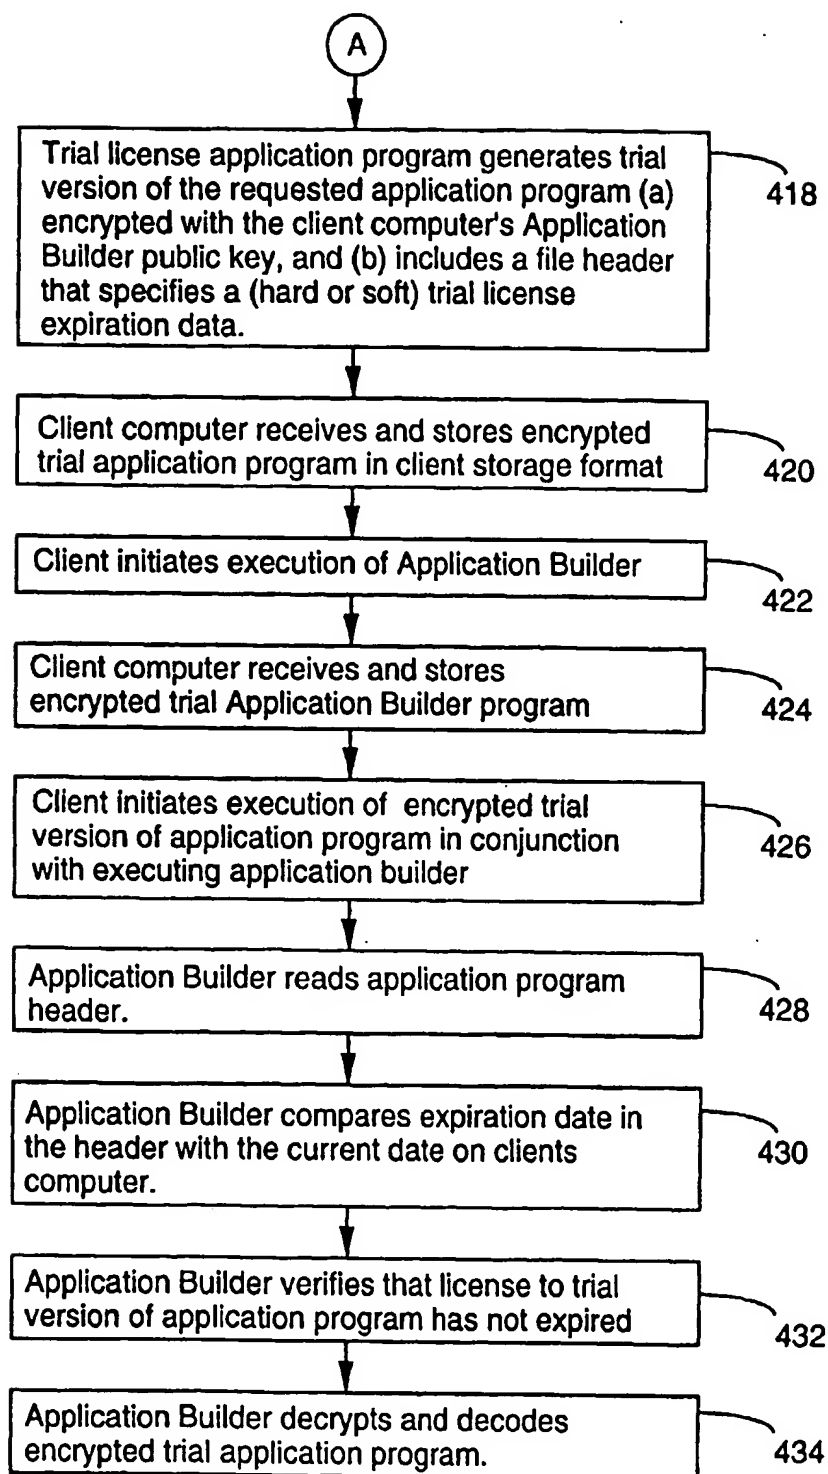 A
Trial license application program generates trial
version of the requested application program (a)
encrypted with the client computer's Application
Builder public key, and (b) includes a file header
that specifies a (hard or soft) trial license
expiration data.
418
Client computer receives and stores encrypted
trial application program in client storage format
420
Client initiates execution of Application Builder
422
Client computer receives and stores
encrypted trial Application Builder program
424
Client initiates execution of encrypted trial
version of application program in conjunction
with executing application builder
426
Application Builder reads application program
header.
428
Application Builder compares expiration date in
the header with the current date on clients
computer.
430
Application Builder verifies that license to trial
version of application program has not expired
432
Application Builder decrypts and decodes
encrypted trial application program.
434